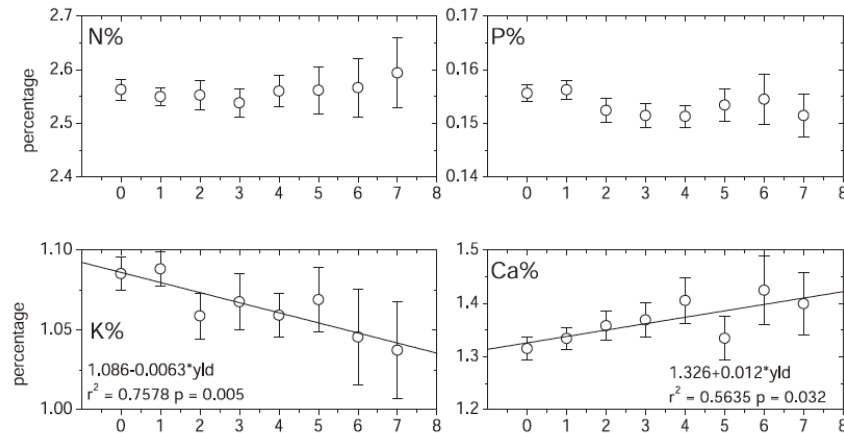 2.7
N%
2.6
2.5
2.4
percentage
0 1 2 3 4 5 6 7 8
0.17
P%
0.16
0.15
0.14
0 1 2 3 4 5 6 7 8
1.10
1.05
K%
1.00
percentage
1.086-0.0063*yld
r² = 0.7578 p = 0.005
0 1 2 3 4 5 6 7 8
1.5
Ca%
1.4
1.3
1.2
1.326+0.012*yld
r² = 0.5635 p = 0.032
0 1 2 3 4 5 6 7 8